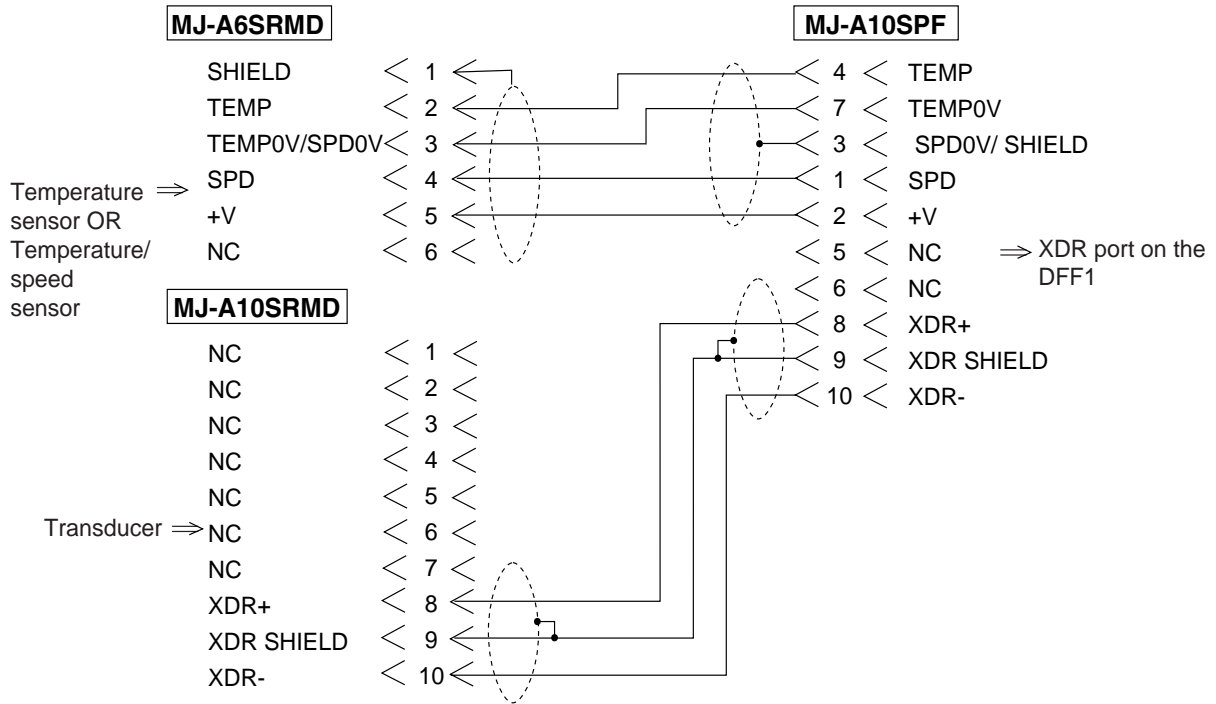 MJ-A6SRMD
SHIELD 1
TEMP 2
TEMP0V/SPD0V 3
SPD 4
+V 5
NC 6
Temperature
sensor OR
Temperature/
speed
sensor
MJ-A10SRMD
NC 1
NC 2
NC 3
NC 4
NC 5
NC 6
NC 7
XDR+ 8
XDR SHIELD 9
XDR- 10
Transducer
MJ-A10SPF
4 TEMP
7 TEMP0V
3 SPD0V/ SHIELD
1 SPD
2 +V
5 NC
6 NC
8 XDR+
9 XDR SHIELD
10 XDR-
XDR port on the
DFF1